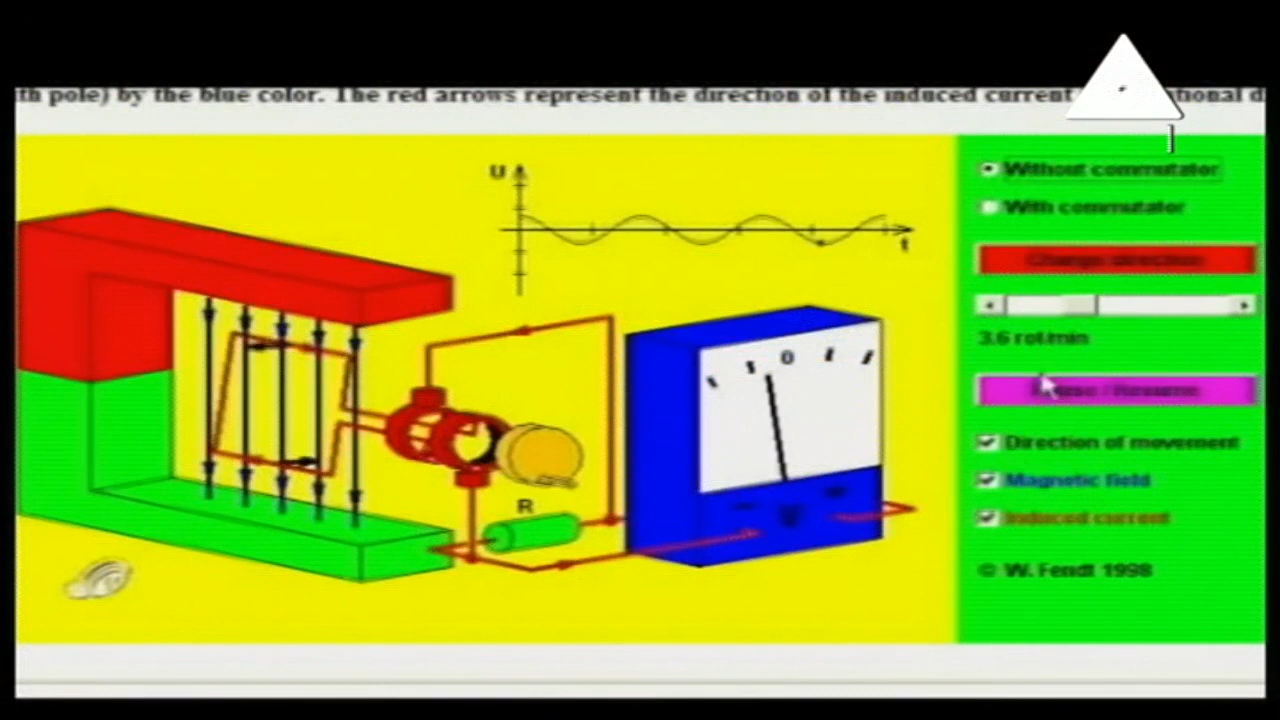 th pole) by the blue color. The red arrows represent the direction of the induced current
U
t
Without commutator
With commutator
Change direction
3.6 rot/min
Pause / Resume
0
Direction of movement
Magnetic field
R
Induced current
© W. Fendt 1998